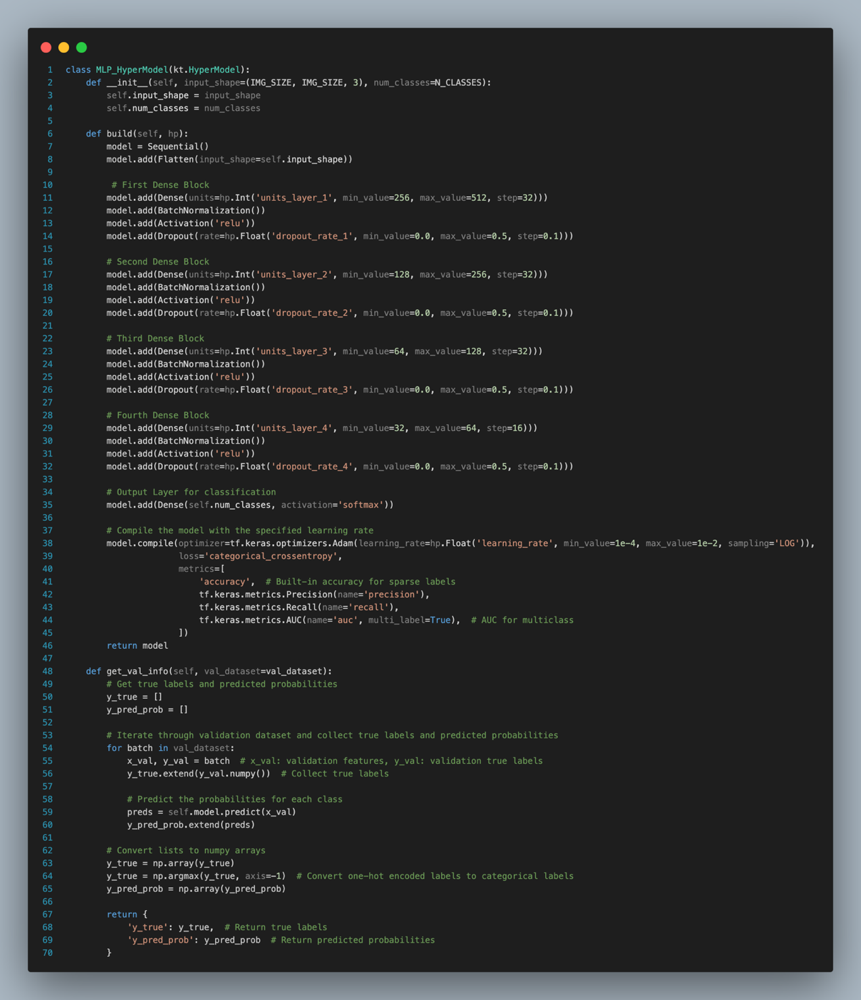 1 class MLP_HyperModel(kt.HyperModel):
2     def __init__(self, input_shape=(IMG_SIZE, IMG_SIZE, 3), num_classes=N_CLASSES):
3         self.input_shape = input_shape
4         self.num_classes = num_classes
5
6     def build(self, hp):
7         model = Sequential()
8         model.add(Flatten(input_shape=self.input_shape))
9
10          # First Dense Block
11         model.add(Dense(units=hp.Int('units_layer_1', min_value=256, max_value=512, step=32)))
12         model.add(BatchNormalization())
13         model.add(Activation('relu'))
14         model.add(Dropout(rate=hp.Float('dropout_rate_1', min_value=0.0, max_value=0.5, step=0.1)))
15
16         # Second Dense Block
17         model.add(Dense(units=hp.Int('units_layer_2', min_value=128, max_value=256, step=32)))
18         model.add(BatchNormalization())
19         model.add(Activation('relu'))
20         model.add(Dropout(rate=hp.Float('dropout_rate_2', min_value=0.0, max_value=0.5, step=0.1)))
21
22         # Third Dense Block
23         model.add(Dense(units=hp.Int('units_layer_3', min_value=64, max_value=128, step=32)))
24         model.add(BatchNormalization())
25         model.add(Activation('relu'))
26         model.add(Dropout(rate=hp.Float('dropout_rate_3', min_value=0.0, max_value=0.5, step=0.1)))
27
28         # Fourth Dense Block
29         model.add(Dense(units=hp.Int('units_layer_4', min_value=32, max_value=64, step=16)))
30         model.add(BatchNormalization())
31         model.add(Activation('relu'))
32         model.add(Dropout(rate=hp.Float('dropout_rate_4', min_value=0.0, max_value=0.5, step=0.1)))
33
34         # Output Layer for classification
35         model.add(Dense(self.num_classes, activation='softmax'))
36
37         # Compile the model with the specified learning rate
38         model.compile(optimizer=tf.keras.optimizers.Adam(learning_rate=hp.Float('learning_rate', min_value=1e-4, max_value=1e-2, sampling='LOG')),
39                       loss='categorical_crossentropy',
40                       metrics=[
41                           'accuracy',  # Built-in accuracy for sparse labels
42                           tf.keras.metrics.Precision(name='precision'),
43                           tf.keras.metrics.Recall(name='recall'),
44                           tf.keras.metrics.AUC(name='auc', multi_label=True),  # AUC for multiclass
45                       ])
46         return model
47
48     def get_val_info(self, val_dataset=val_dataset):
49         # Get true labels and predicted probabilities
50         y_true = []
51         y_pred_prob = []
52
53         # Iterate through validation dataset and collect true labels and predicted probabilities
54         for batch in val_dataset:
55             x_val, y_val = batch  # x_val: validation features, y_val: validation true labels
56             y_true.extend(y_val.numpy())  # Collect true labels
57
58             # Predict the probabilities for each class
59             preds = self.model.predict(x_val)
60             y_pred_prob.extend(preds)
61
62         # Convert lists to numpy arrays
63         y_true = np.array(y_true)
64         y_true = np.argmax(y_true, axis=-1)  # Convert one-hot encoded labels to categorical labels
65         y_pred_prob = np.array(y_pred_prob)
66
67         return {
68             'y_true': y_true,  # Return true labels
69             'y_pred_prob': y_pred_prob  # Return predicted probabilities
70         }